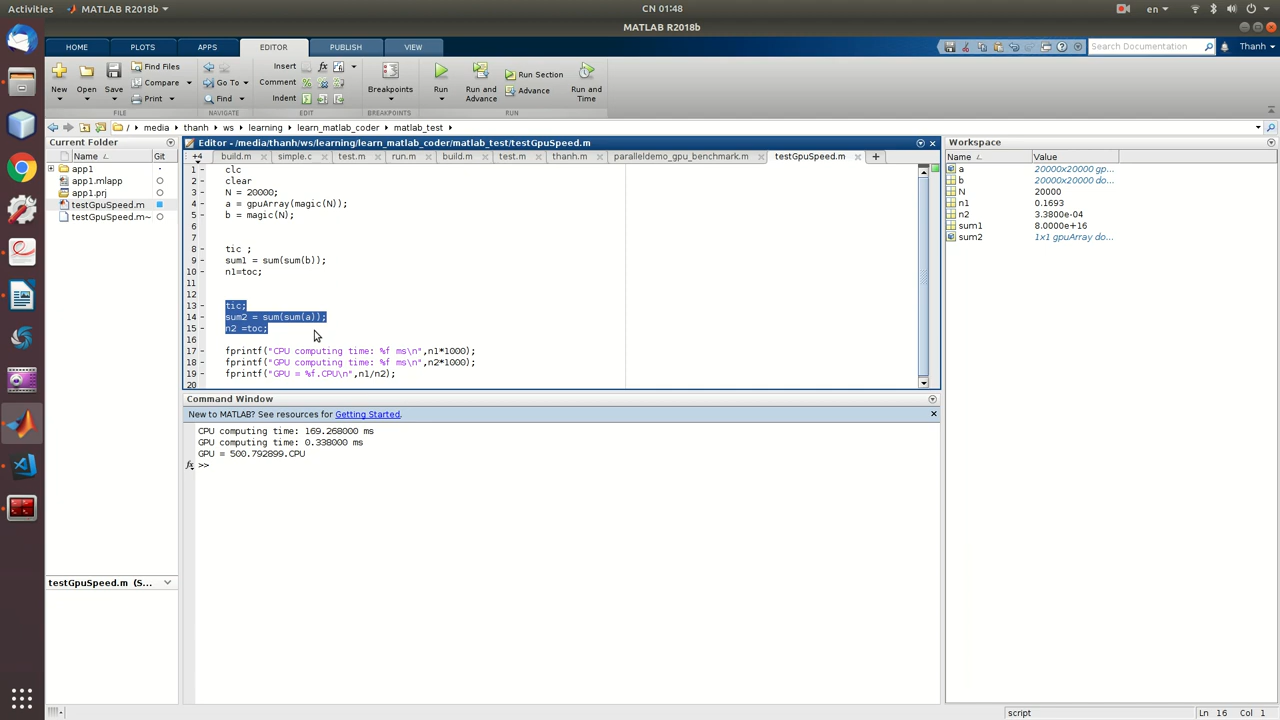 Activities
MATLAB R2018b
CN 01:48
en
MATLAB R2018b
HOME
PLOTS
APPS
EDITOR
PUBLISH
VIEW
Search Documentation
Thanh
New
Open
Save
Find Files
Compare
Print
Go To
Find
Insert
Comment
Indent
fx
Breakpoints
Run
Run and Advance
Run Section
Advance
Run and Time
FILE
NAVIGATE
EDIT
BREAKPOINTS
RUN
/ media thanh ws learning learn_matlab_coder matlab_test
Current Folder
Name
Git
app1
app1.mlapp
app1.prj
testGpuSpeed.m
testGpuSpeed.m~
testGpuSpeed.m (S...
Editor - /media/thanh/ws/learning/learn_matlab_coder/matlab_test/testGpuSpeed.m
+4 build.m simple.c test.m run.m build.m test.m thanh.m paralleldemo_gpu_benchmark.m testGpuSpeed.m
1 - clc
2 - clear
3 - N = 20000;
4 - a = gpuArray(magic(N));
5 - b = magic(N);
6
7
8 - tic ;
9 - sum1 = sum(sum(b));
10 - n1=toc;
11
12
13 - tic;
14 - sum2 = sum(sum(a));
15 - n2 =toc;
16
17 - fprintf("CPU computing time: %f ms\n",n1*1000);
18 - fprintf("GPU computing time: %f ms\n",n2*1000);
19 - fprintf("GPU = %f.CPU\n",n1/n2);
20
Command Window
New to MATLAB? See resources for Getting Started.
CPU computing time: 169.268000 ms
GPU computing time: 0.338000 ms
GPU = 500.792899.CPU
fx >>
Workspace
Name Value
a 20000x20000 gp...
b 20000x20000 do...
N 20000
n1 0.1693
n2 3.3800e-04
sum1 8.0000e+16
sum2 1x1 gpuArray do...
script
Ln 16 Col 1